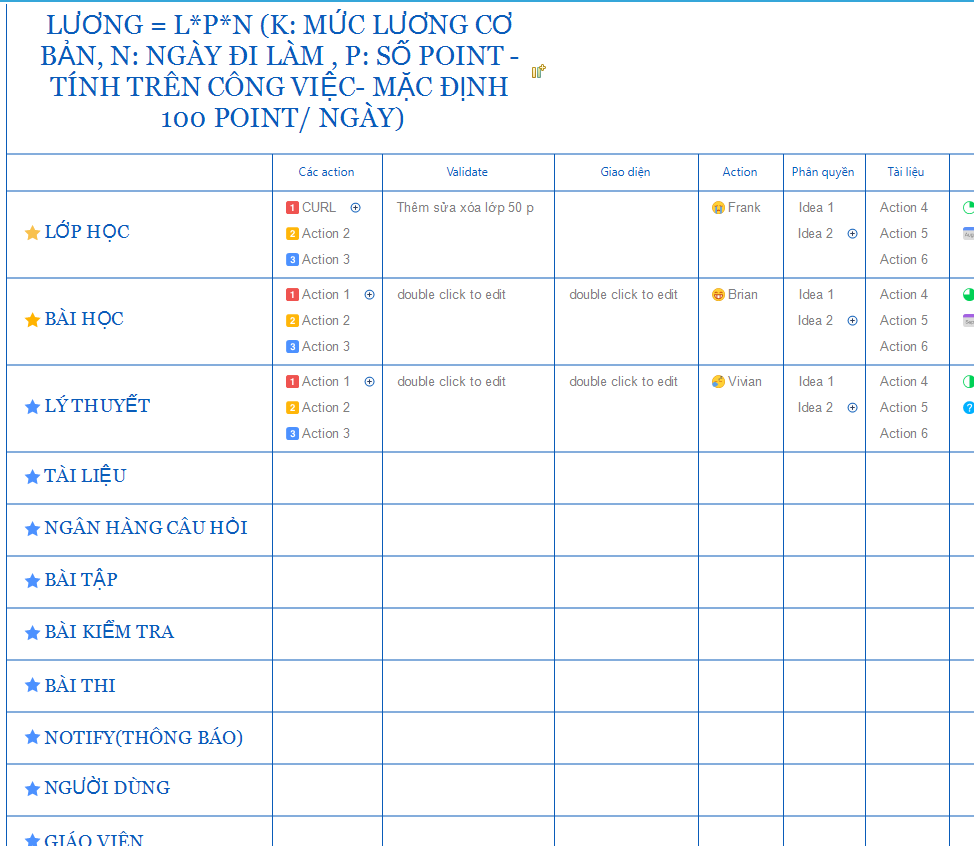 LƯƠNG = L*P*N (K: MỨC LƯƠNG CƠ
BẢN, N: NGÀY ĐI LÀM , P: SỐ POINT -
TÍNH TRÊN CÔNG VIỆC- MẶC ĐỊNH
100 POINT/ NGÀY)
Các action Validate Giao diện Action Phân quyền Tài liệu
LỚP HỌC
1 CURL
2 Action 2
3 Action 3
Thêm sửa xóa lớp 50 p
Frank
Idea 1
Idea 2
Action 4
Action 5
Action 6
BÀI HỌC
1 Action 1
2 Action 2
3 Action 3
double click to edit
double click to edit
Brian
Idea 1
Idea 2
Action 4
Action 5
Action 6
LÝ THUYẾT
1 Action 1
2 Action 2
3 Action 3
double click to edit
double click to edit
Vivian
Idea 1
Idea 2
Action 4
Action 5
Action 6
?
TÀI LIỆU
NGÂN HÀNG CÂU HỎI
BÀI TẬP
BÀI KIỂM TRA
BÀI THI
NOTIFY(THÔNG BÁO)
NGƯỜI DÙNG
GIÁO VIÊN